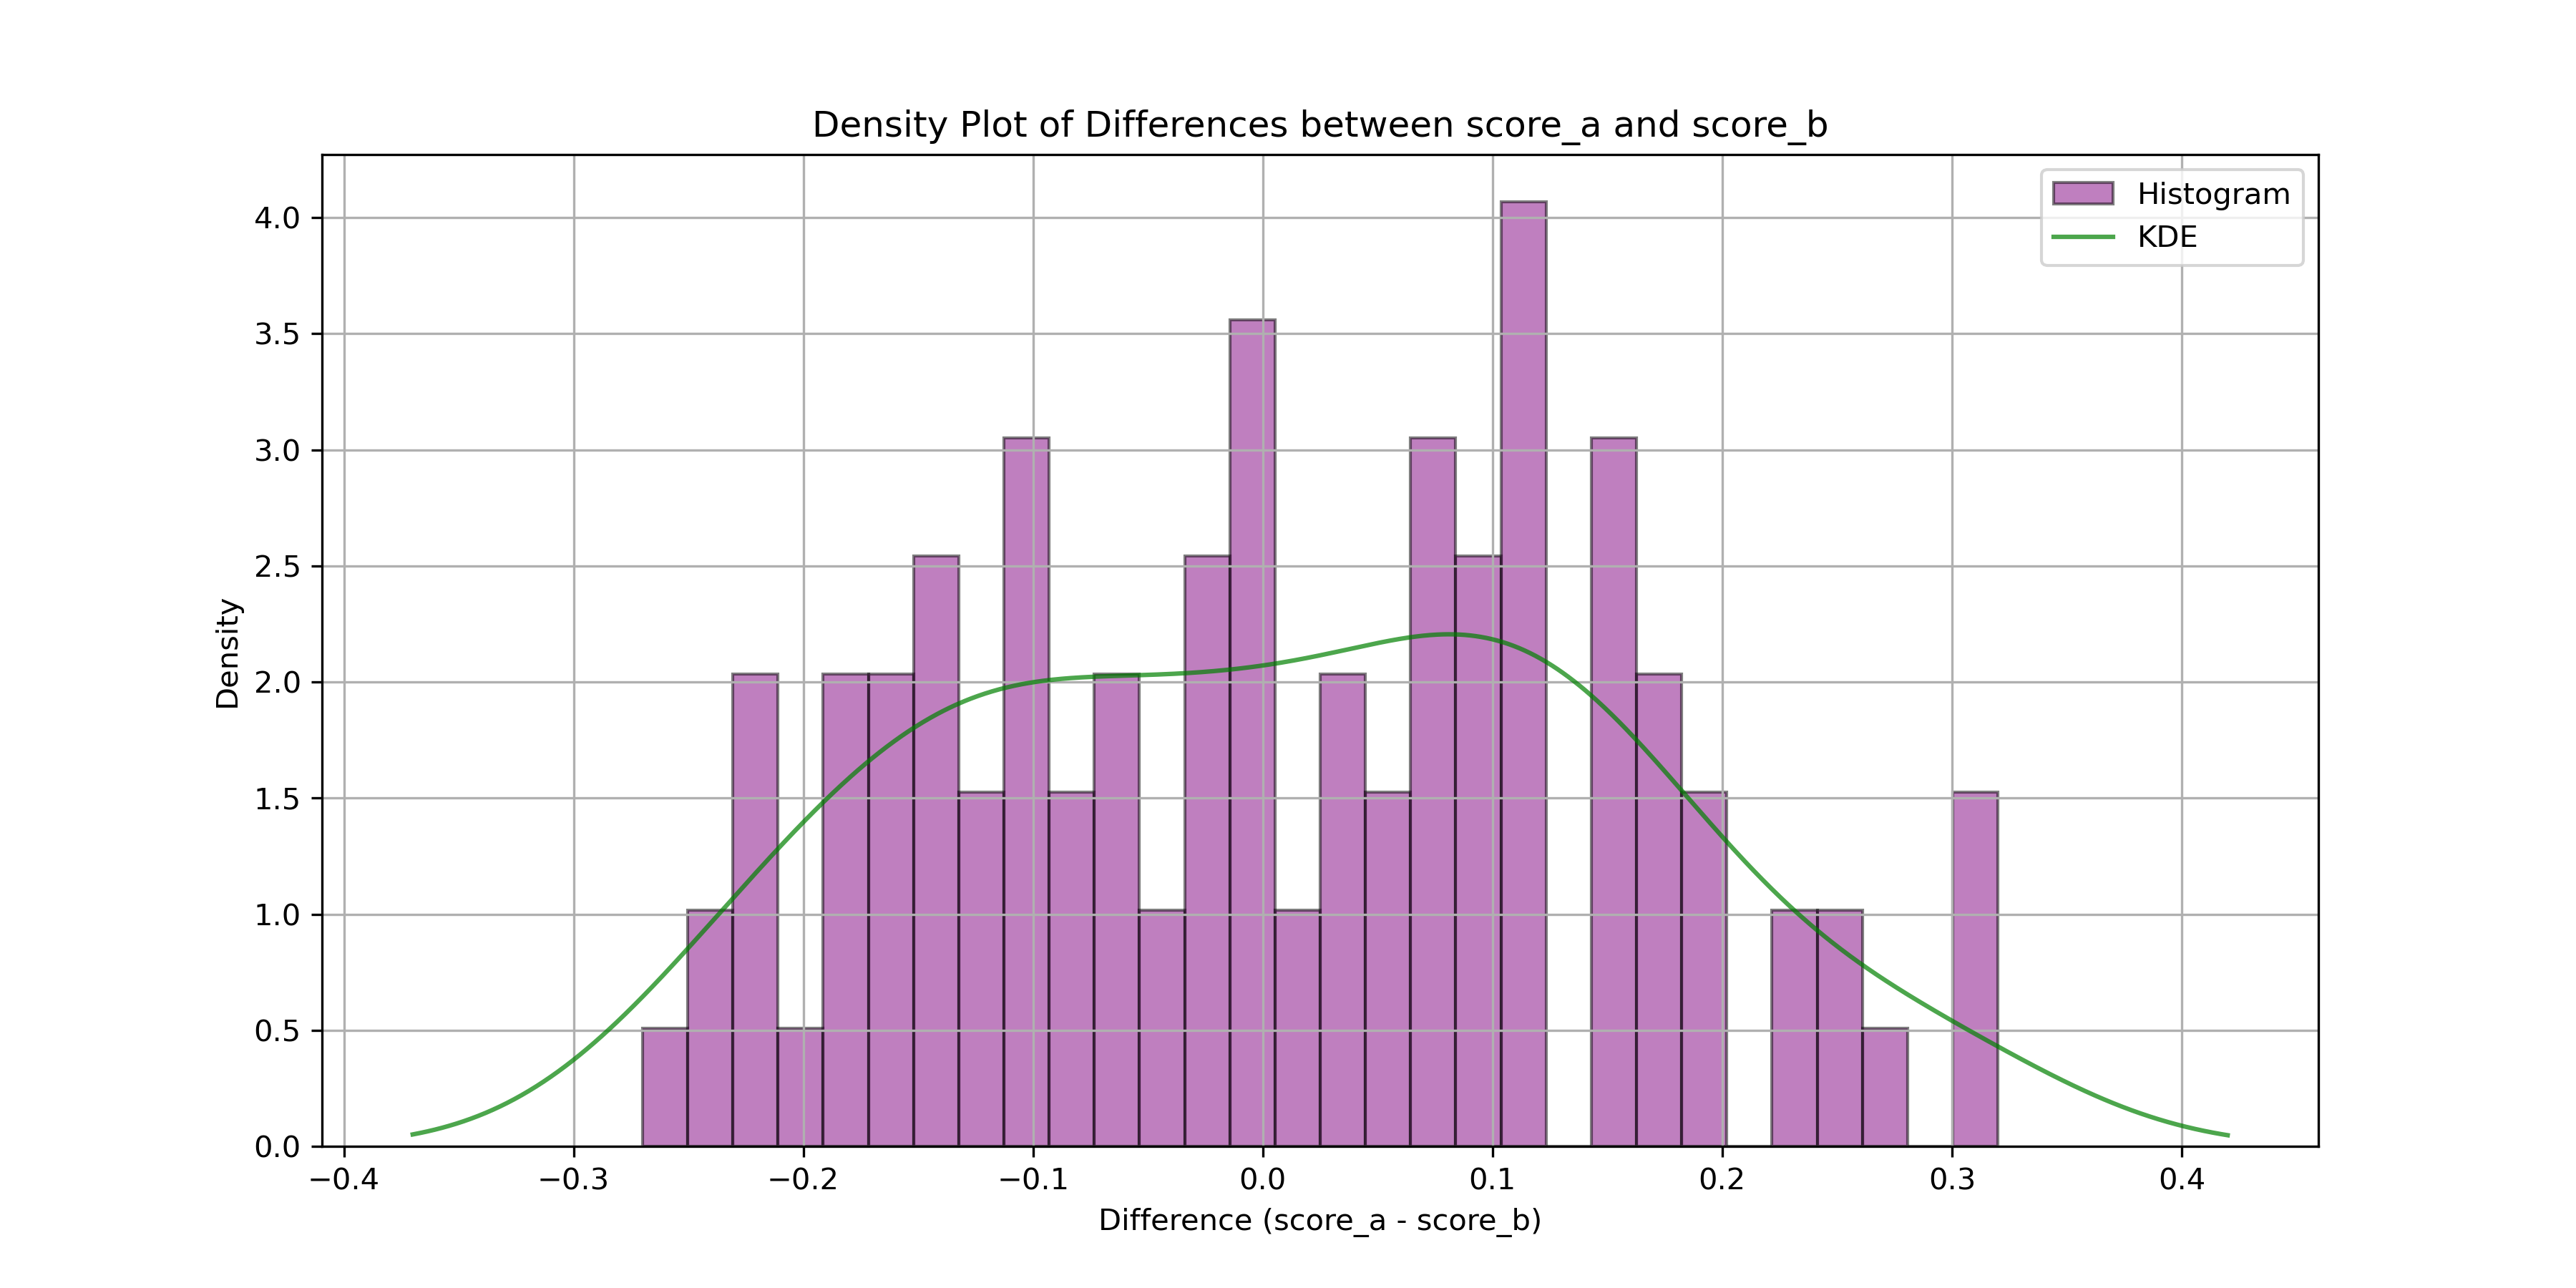 Density Plot of Differences between score_a and score_b
Histogram
KDE
4.0
3.5
3.0
2.5
2.0
1.5
1.0
0.5
0.0
Density
−0.4 −0.3 −0.2 −0.1 0.0 0.1 0.2 0.3 0.4
Difference (score_a - score_b)